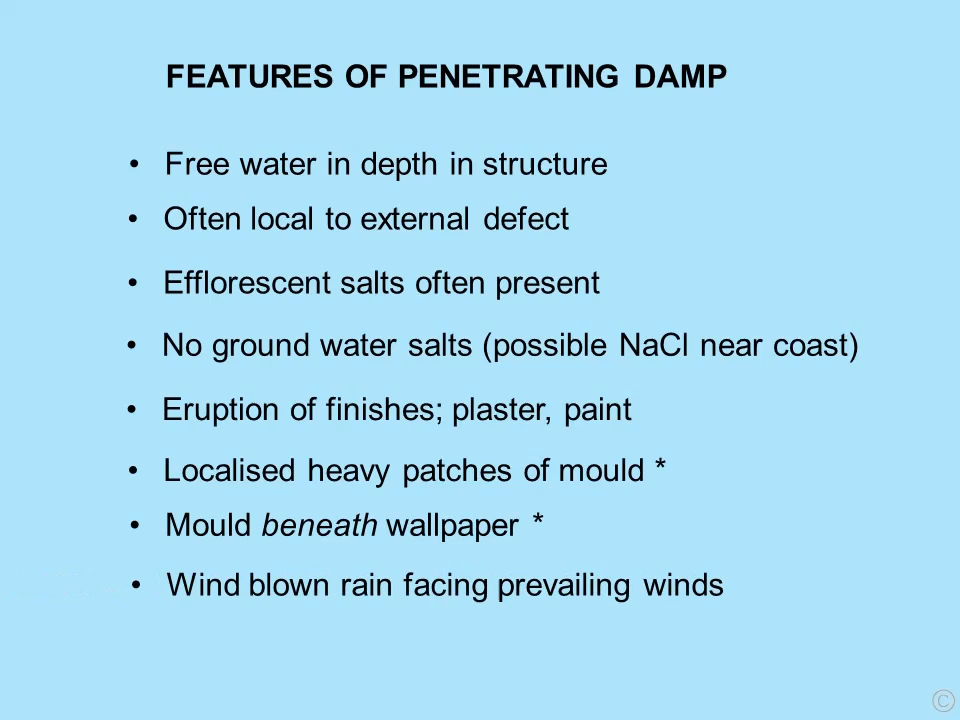 FEATURES OF PENETRATING DAMP
• Free water in depth in structure
• Often local to external defect
• Efflorescent salts often present
• No ground water salts (possible NaCl near coast)
• Eruption of finishes; plaster, paint
• Localised heavy patches of mould *
• Mould beneath wallpaper *
• Wind blown rain facing prevailing winds
©